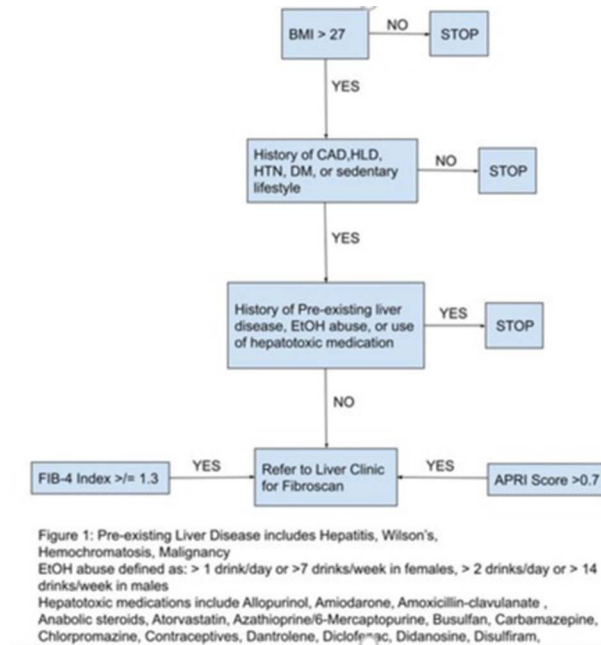 BMI > 27
NO
STOP
YES
History of CAD,HLD,
HTN, DM, or sedentary
lifestyle
NO
STOP
YES
History of Pre-existing liver
disease, EtOH abuse, or use
of hepatotoxic medication
YES
STOP
NO
FIB-4 Index >/= 1.3
YES
Refer to Liver Clinic
for Fibroscan
YES
APRI Score >0.7
Figure 1: Pre-existing Liver Disease includes Hepatitis, Wilson's,
Hemochromatosis, Malignancy
EtOH abuse defined as: > 1 drink/day or >7 drinks/week in females, > 2 drinks/day or > 14
drinks/week in males
Hepatotoxic medications include Allopurinol, Amiodarone, Amoxicillin-clavulanate ,
Anabolic steroids, Atorvastatin, Azathioprine/6-Mercaptopurine, Busulfan, Carbamazepine,
Chlorpromazine, Contraceptives, Dantrolene, Diclofenac, Didanosine, Disulfiram,